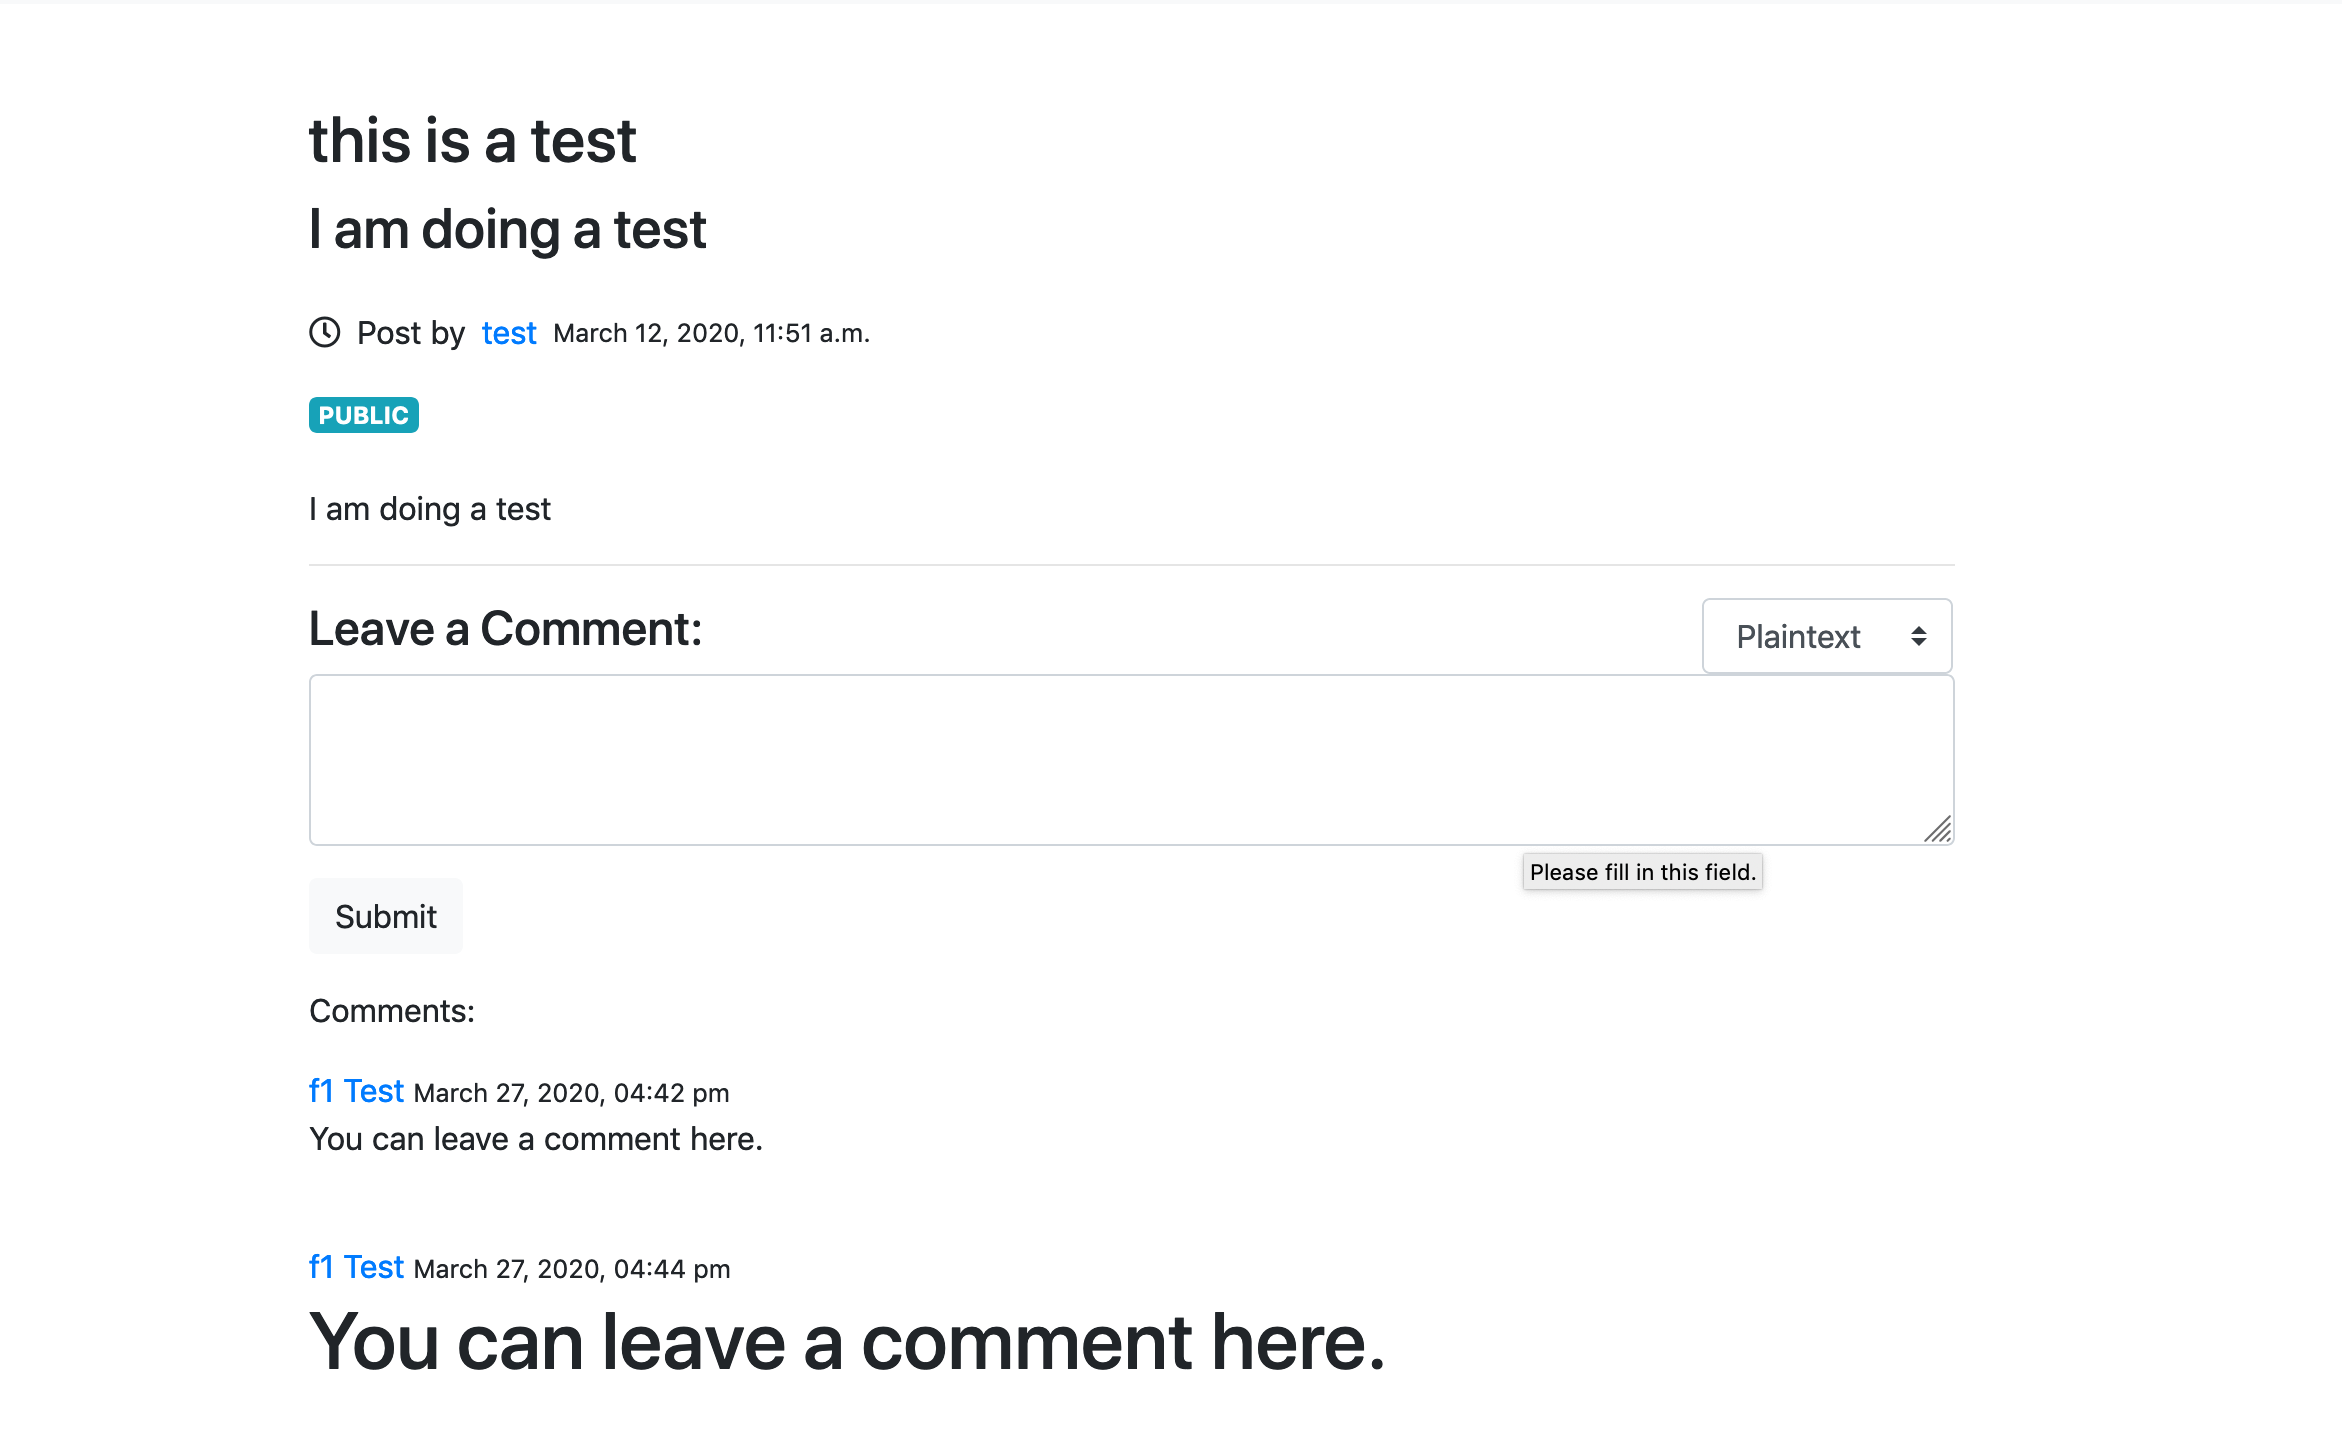 this is a test
I am doing a test
Post by test March 12, 2020, 11:51 a.m.
PUBLIC
I am doing a test
Leave a Comment:
Plaintext
Please fill in this field.
Submit
Comments:
f1 Test March 27, 2020, 04:42 pm
You can leave a comment here.
f1 Test March 27, 2020, 04:44 pm
You can leave a comment here.